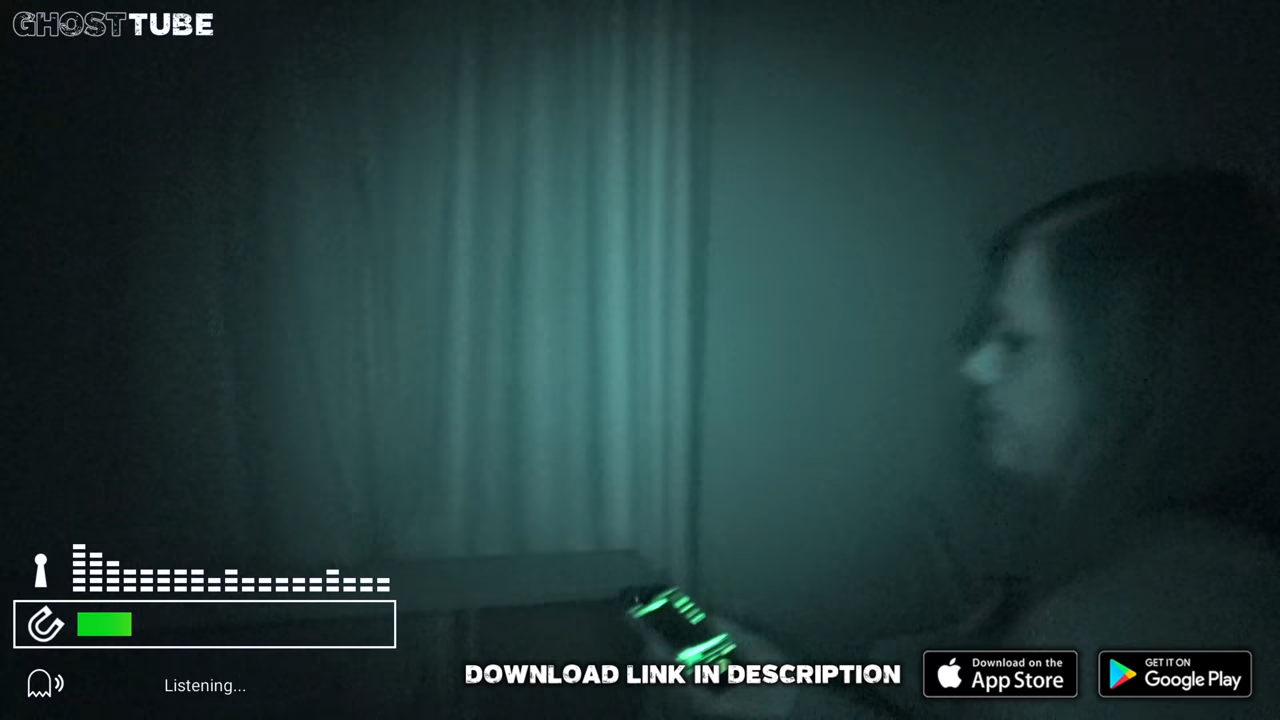 GHOSTTUBE
Listening...
DOWNLOAD LINK IN DESCRIPTION
Download on the
App Store
GET IT ON
Google Play